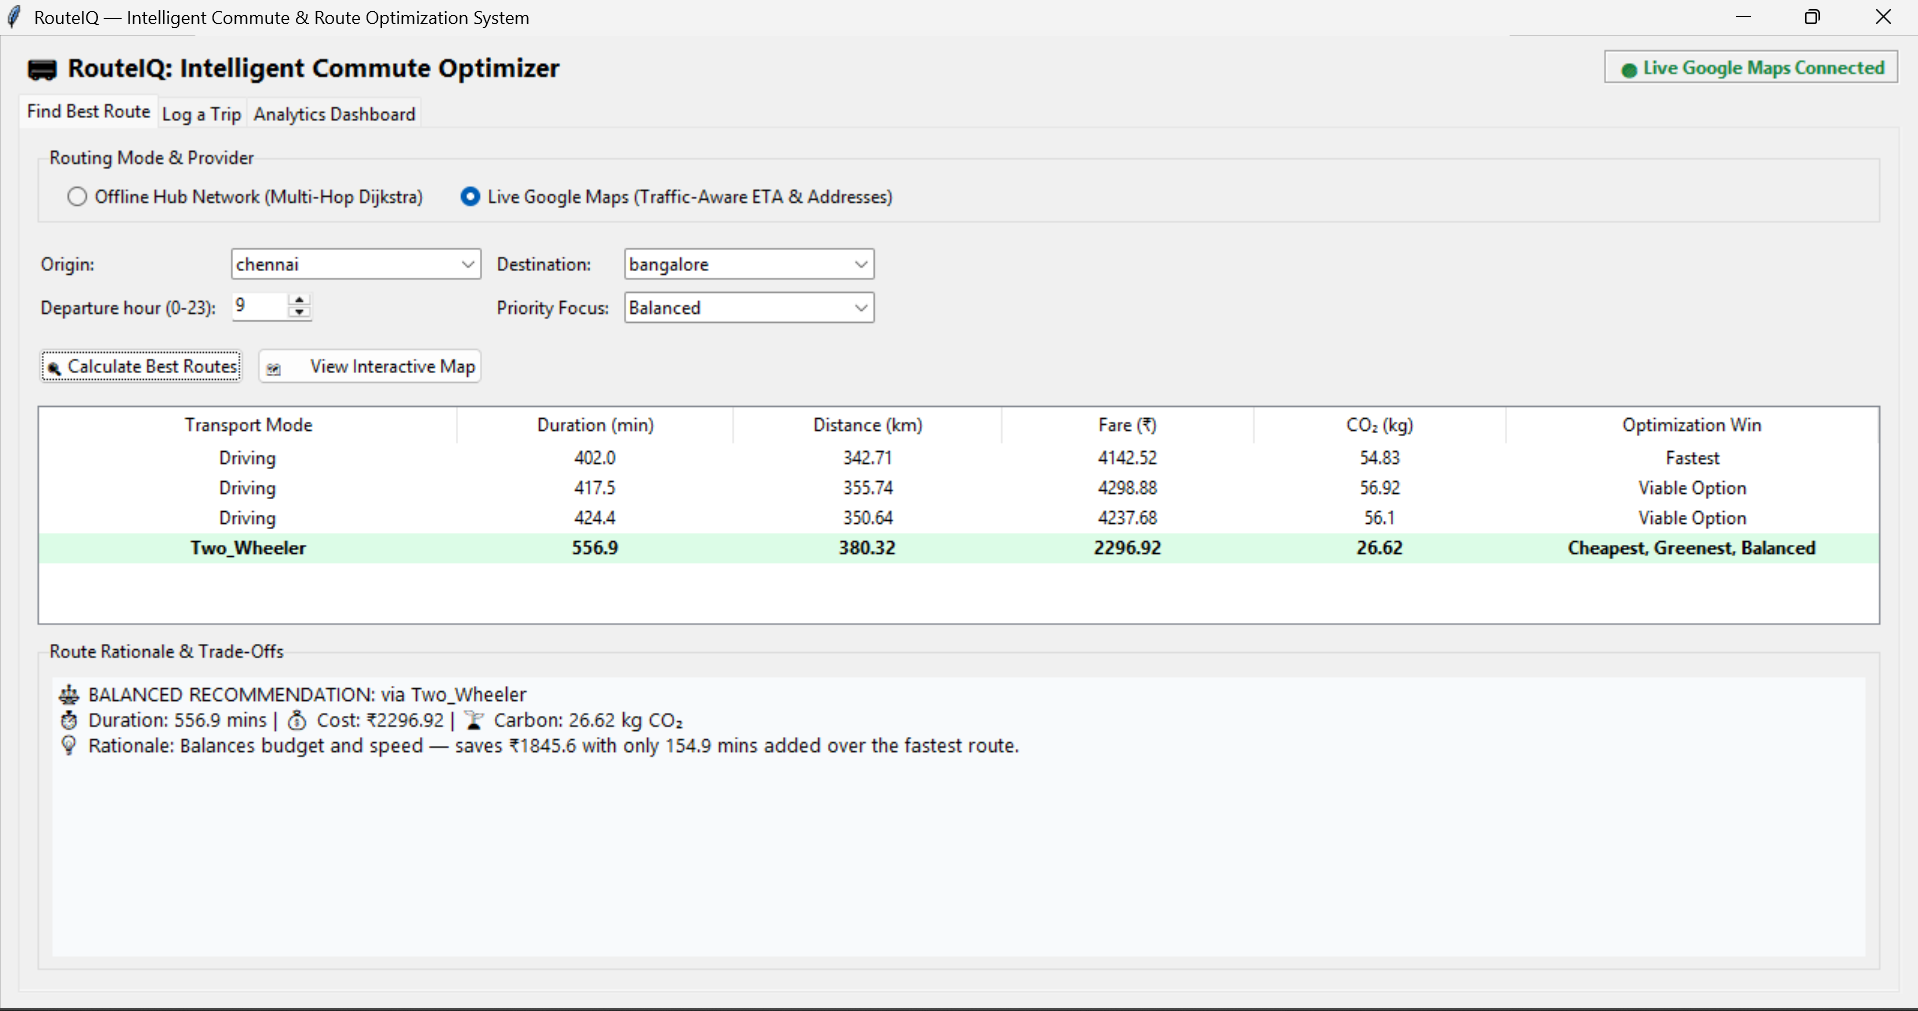 RouteIQ — Intelligent Commute & Route Optimization System
RouteIQ: Intelligent Commute Optimizer
Live Google Maps Connected
Find Best Route Log a Trip Analytics Dashboard
Routing Mode & Provider
Offline Hub Network (Multi-Hop Dijkstra) Live Google Maps (Traffic-Aware ETA & Addresses)
Origin: chennai Destination: bangalore
Departure hour (0-23): 9 Priority Focus: Balanced
Calculate Best Routes View Interactive Map
Transport Mode Duration (min) Distance (km) Fare (₹) CO₂ (kg) Optimization Win
Driving 402.0 342.71 4142.52 54.83 Fastest
Driving 417.5 355.74 4298.88 56.92 Viable Option
Driving 424.4 350.64 4237.68 56.1 Viable Option
Two_Wheeler 556.9 380.32 2296.92 26.62 Cheapest, Greenest, Balanced
Route Rationale & Trade-Offs
BALANCED RECOMMENDATION: via Two_Wheeler
Duration: 556.9 mins | Cost: ₹2296.92 | Carbon: 26.62 kg CO₂
Rationale: Balances budget and speed — saves ₹1845.6 with only 154.9 mins added over the fastest route.